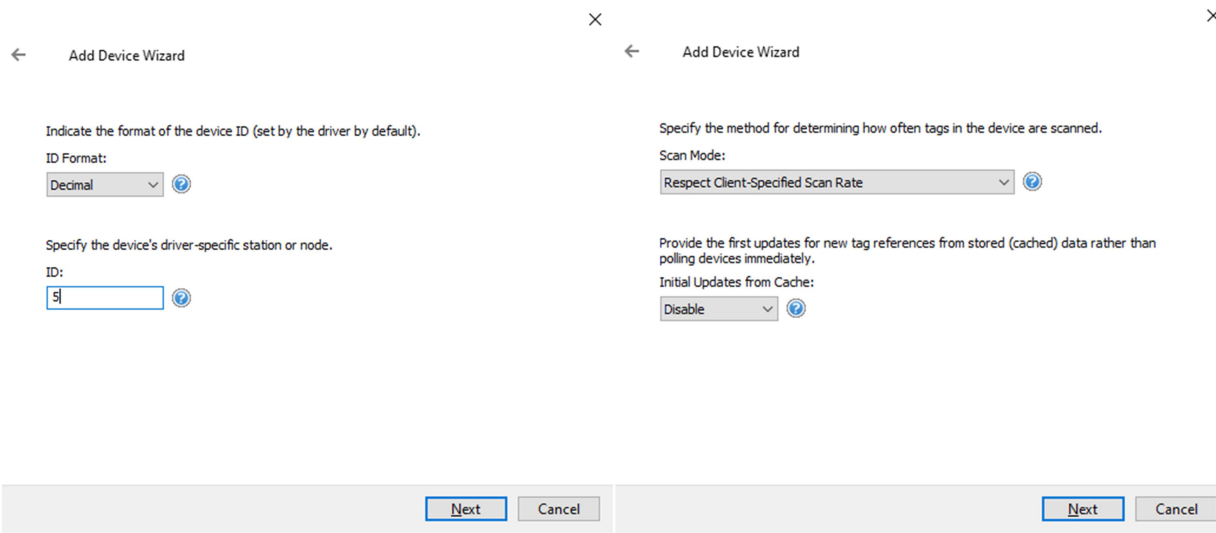 Add Device Wizard
Indicate the format of the device ID (set by the driver by default).
ID Format:
Decimal
Specify the device's driver-specific station or node.
ID:
5
Next
Cancel
Add Device Wizard
Specify the method for determining how often tags in the device are scanned.
Scan Mode:
Respect Client-Specified Scan Rate
Provide the first updates for new tag references from stored (cached) data rather than
polling devices immediately.
Initial Updates from Cache:
Disable
Next
Cancel